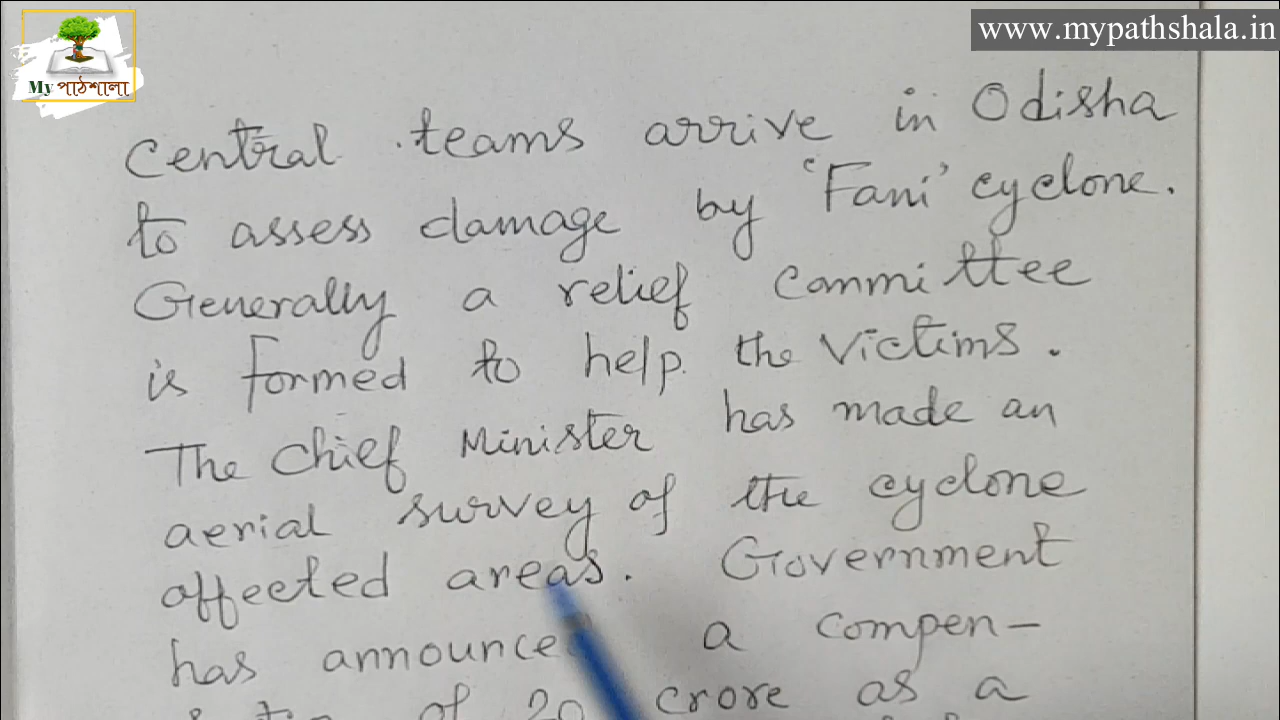 www.mypathshala.in
My পাঠশালা
Central teams arrive in Odisha
to assess damage by 'Fani' cyclone.
Generally a relief committee
is formed to help the victims.
The Chief Minister has made an
aerial survey of the cyclone
affected areas. Government
has announced a compen-
of 20 crore as a